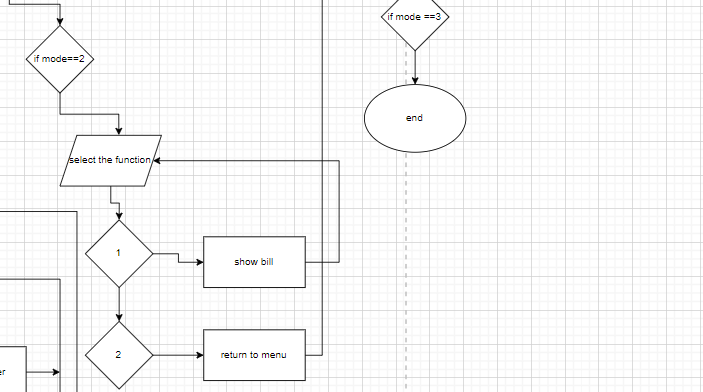 if mode ==3
if mode==2
end
select the function
1
show bill
2
return to menu
er